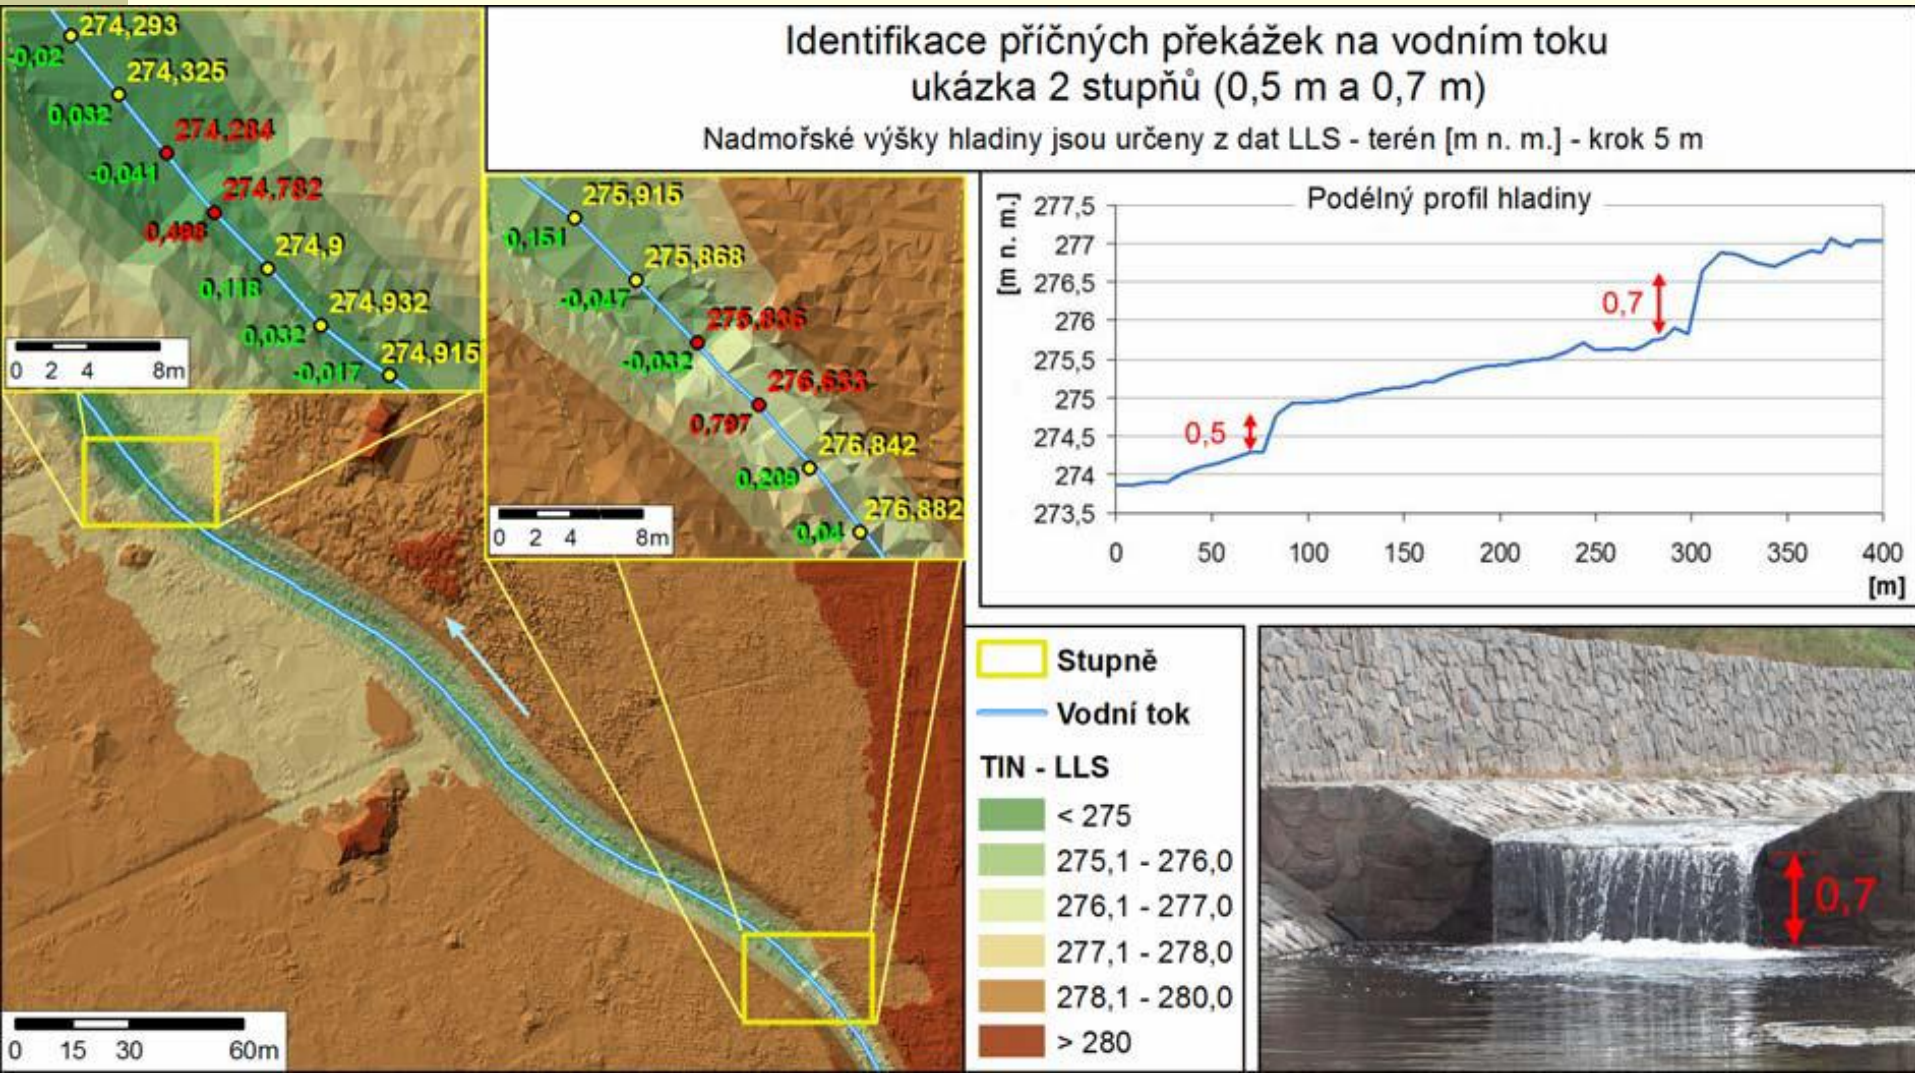 Identifikace příčných překážek na vodním toku
ukázka 2 stupňů (0,5 m a 0,7 m)
Nadmořské výšky hladiny jsou určeny z dat LLS - terén [m n. m.] - krok 5 m
274,293
-0,02
274,325
0,032
274,284
-0,041
274,782
0,498
274,9
0,118
274,932
0,032
274,915
-0,017
0 2 4 8m
275,915
0,151
275,868
-0,047
275,836
-0,032
276,633
0,797
276,842
0,209
276,882
0,04
0 2 4 8m
Podélný profil hladiny
[m n. m.]
277,5
277
276,5
276
275,5
275
274,5
274
273,5
0,5
0,7
0 50 100 150 200 250 300 350 400
[m]
Stupně
Vodní tok
TIN - LLS
< 275
275,1 - 276,0
276,1 - 277,0
277,1 - 278,0
278,1 - 280,0
> 280
0,7
0 15 30 60m